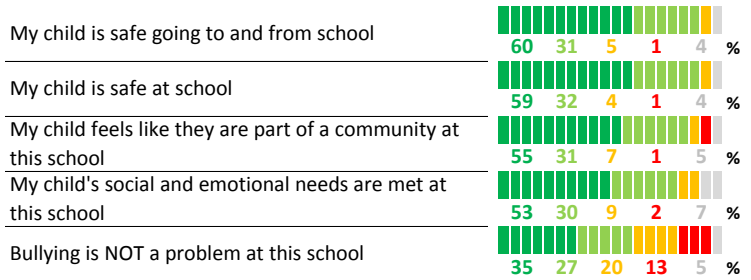 My child is safe going to and from school
60 31 5 1 4 %
My child is safe at school
59 32 4 1 4 %
My child feels like they are part of a community at
this school
55 31 7 1 5 %
My child's social and emotional needs are met at
this school
53 30 9 2 7 %
Bullying is NOT a problem at this school
35 27 20 13 5 %